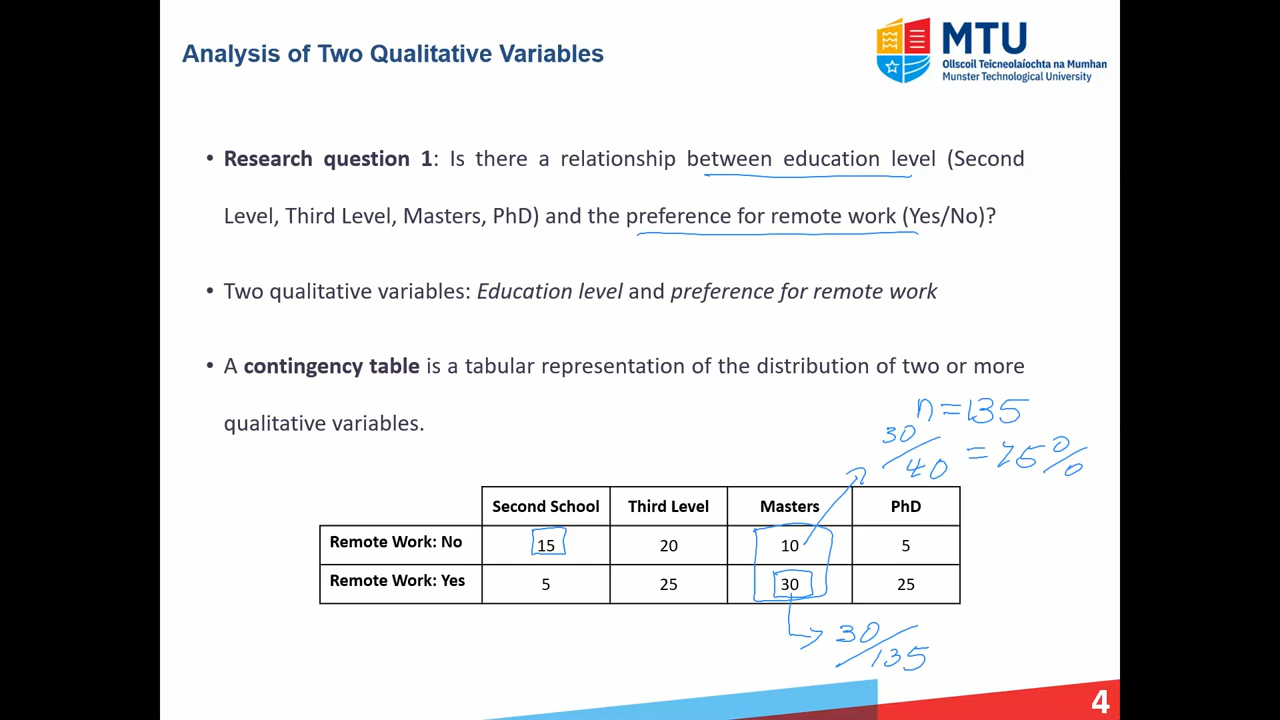 Analysis of Two Qualitative Variables
MTU
Ollscoil Teicneolaíochta na Mumhan
Munster Technological University
• Research question 1: Is there a relationship between education level (Second
Level, Third Level, Masters, PhD) and the preference for remote work (Yes/No)?
• Two qualitative variables: Education level and preference for remote work
• A contingency table is a tabular representation of the distribution of two or more
qualitative variables.
n=135
30/40 = 75%
Second School Third Level Masters PhD
Remote Work: No 15 20 10 5
Remote Work: Yes 5 25 30 25
30/135
4